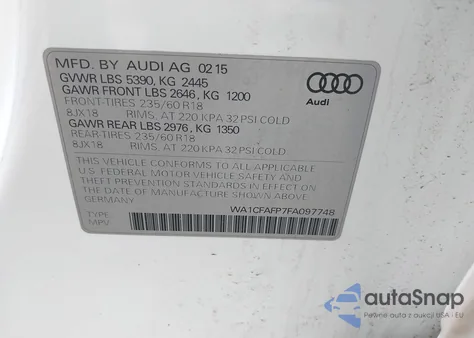 MFD. BY AUDI AG 02 15
GVWR LBS 5390, KG 2445
GAWR FRONT LBS 2646, KG 1200
FRONT-TIRES 235/60 R18
8JX18 RIMS, AT 220 KPA 32 PSI COLD
GAWR REAR LBS 2976, KG 1350
REAR-TIRES 235/60 R18
8JX18 RIMS, AT 220 KPA 32 PSI COLD
THIS VEHICLE CONFORMS TO ALL APPLICABLE
U.S. FEDERAL MOTOR VEHICLE SAFETY AND
THEFT PREVENTION STANDARDS IN EFFECT ON
THE DATE OF MANUFACTURE SHOWN ABOVE
WA1CFAFP7FA097748
TYPE:
MPV
Audi
autoSnap
Pewne auto z USA i EU